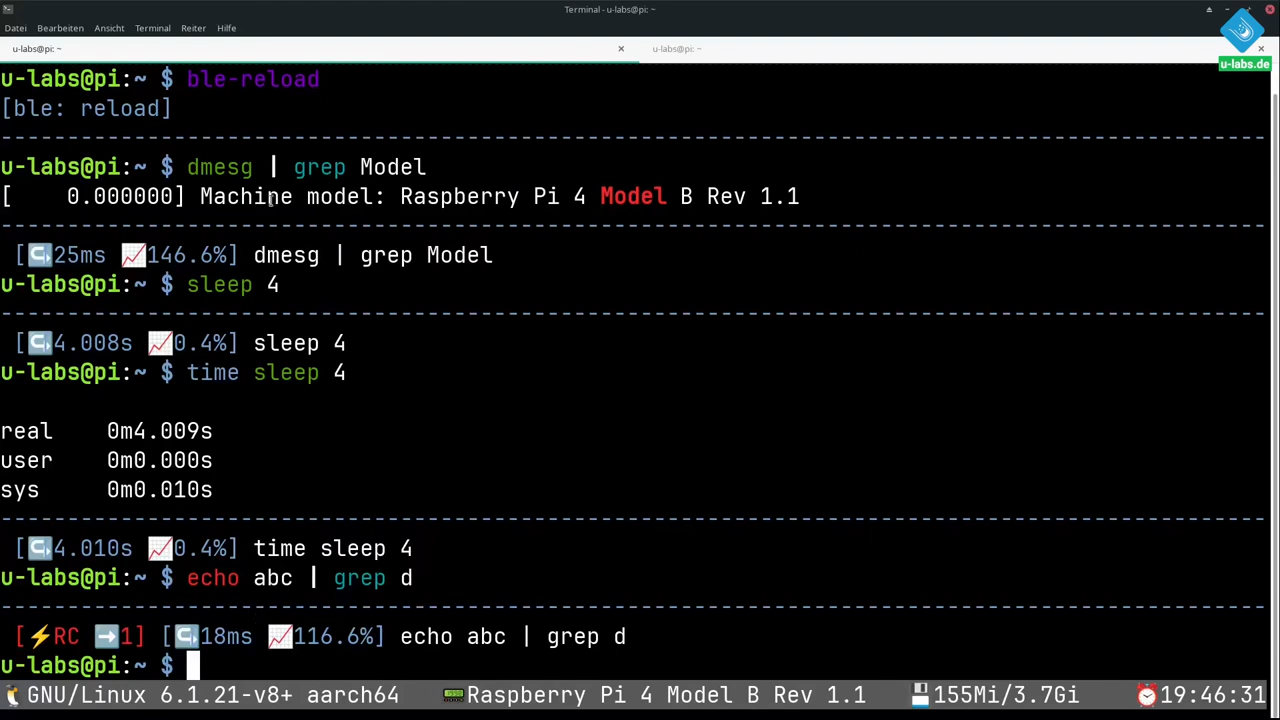 Terminal - u-labs@pi: ~
Datei Bearbeiten Ansicht Terminal Reiter Hilfe
u-labs@pi: ~ u-labs@pi: ~
u-labs.de
u-labs@pi:~ $ ble-reload
[ble: reload]
u-labs@pi:~ $ dmesg | grep Model
[    0.000000] Machine model: Raspberry Pi 4 Model B Rev 1.1
[↪️25ms 📈146.6%] dmesg | grep Model
u-labs@pi:~ $ sleep 4
[↪️4.008s 📈0.4%] sleep 4
u-labs@pi:~ $ time sleep 4
real    0m4.009s
user    0m0.000s
sys     0m0.010s
[↪️4.010s 📈0.4%] time sleep 4
u-labs@pi:~ $ echo abc | grep d
[⚡RC ➡️1] [↪️18ms 📈116.6%] echo abc | grep d
u-labs@pi:~ $
🐧GNU/Linux 6.1.21-v8+ aarch64 📟Raspberry Pi 4 Model B Rev 1.1 💾155Mi/3.7Gi ⏰19:46:31